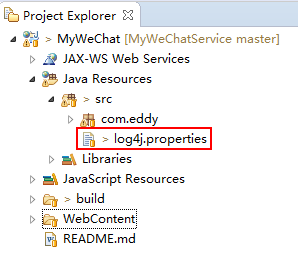 Project Explorer
> MyWeChat [MyWeChatService master]
JAX-WS Web Services
Java Resources
> src
com.eddy
> log4j.properties
Libraries
JavaScript Resources
> build
WebContent
README.md